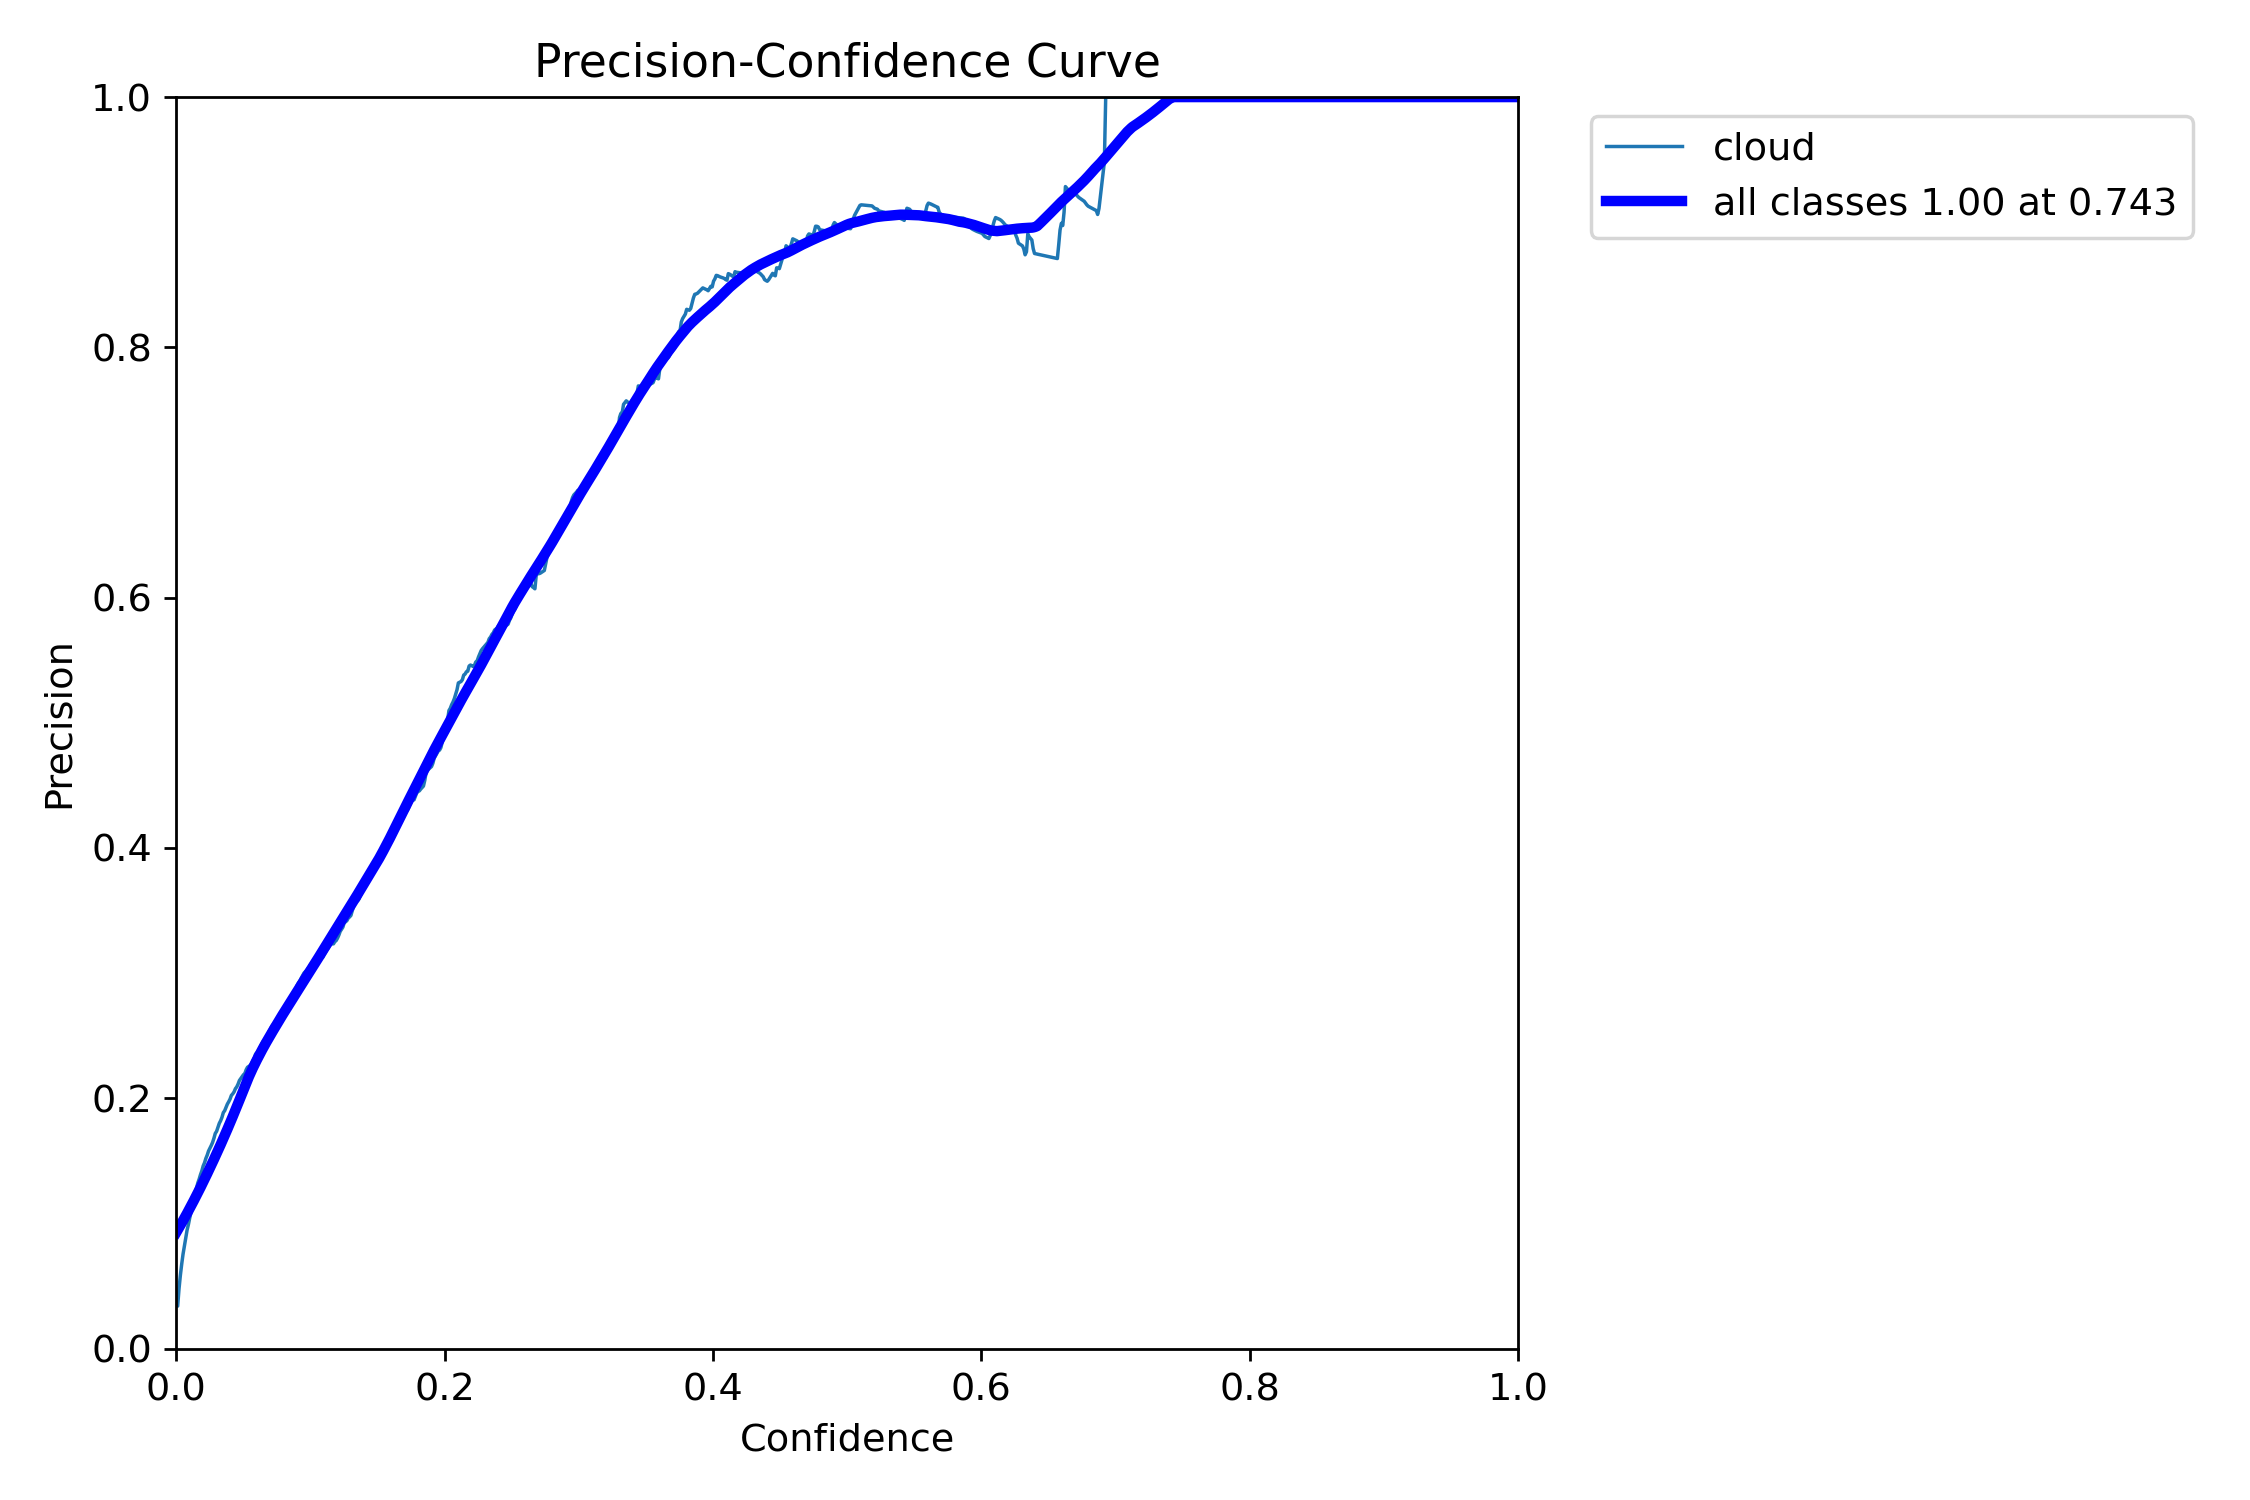 Precision-Confidence Curve
1.0
0.8
0.6
0.4
0.2
0.0
Precision
0.0 0.2 0.4 0.6 0.8 1.0
Confidence
cloud
all classes 1.00 at 0.743